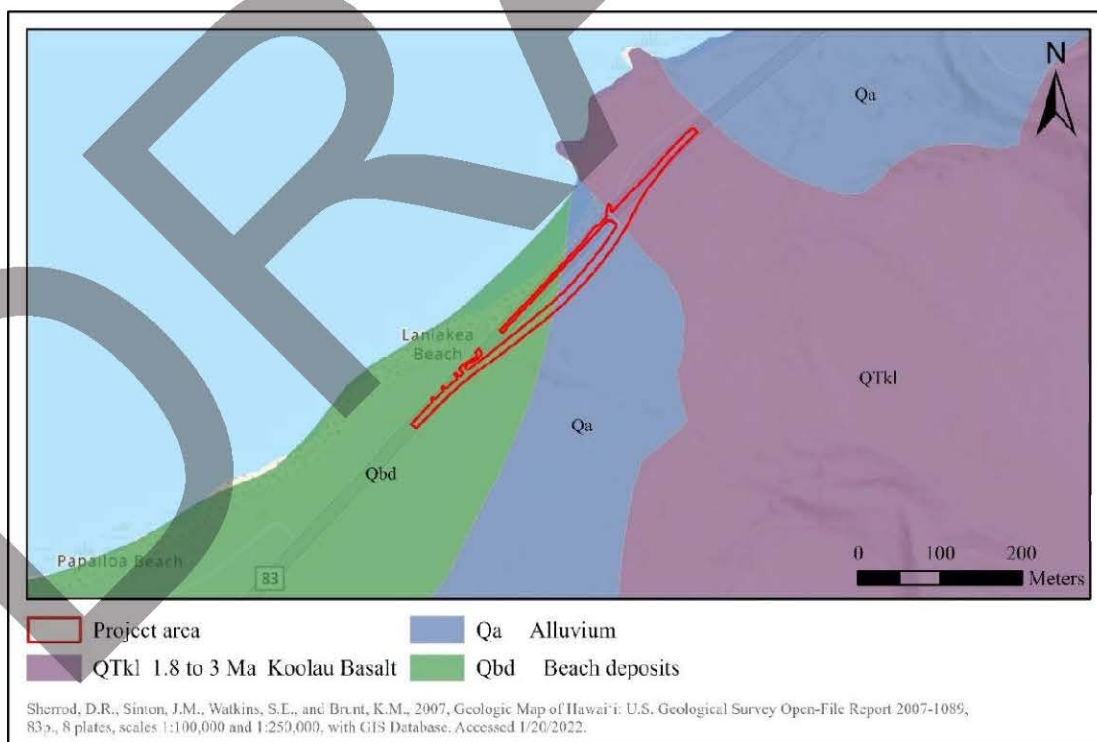 DRA
N
Qa
Laniakea
Beach
QTkl
Qa
Qbd
0 100 200
Meters
Papailoa Beach
83
Project area
Qa Alluvium
QTkl 1.8 to 3 Ma Koolau Basalt
Qbd Beach deposits
Sherrod, D.R., Sinton, J.M., Watkins, S.E., and Brunt, K.M., 2007, Geologic Map of Hawai‘i: U.S. Geological Survey Open-File Report 2007-1089,
83p., 8 plates, scales 1:100,000 and 1:250,000, with GIS Database. Accessed 1/20/2022.